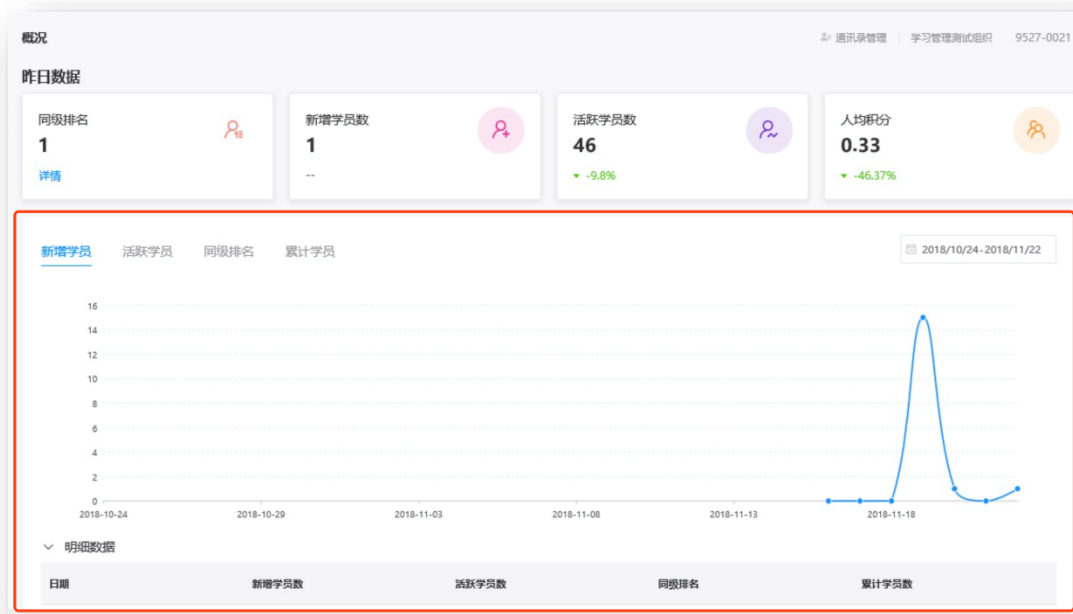 概况
通讯录管理 学习管理测试组织 9527-0021
昨日数据
同级排名 新增学员数 活跃学员数 人均积分
1 1 46 0.33
详情 -- -9.8% -46.37%
新增学员 活跃学员 同级排名 累计学员 2018/10/24-2018/11/22
16
14
12
10
8
6
4
2
0
2018-10-24 2018-10-29 2018-11-03 2018-11-08 2018-11-13 2018-11-18
明细数据
日期 新增学员数 活跃学员数 同级排名 累计学员数